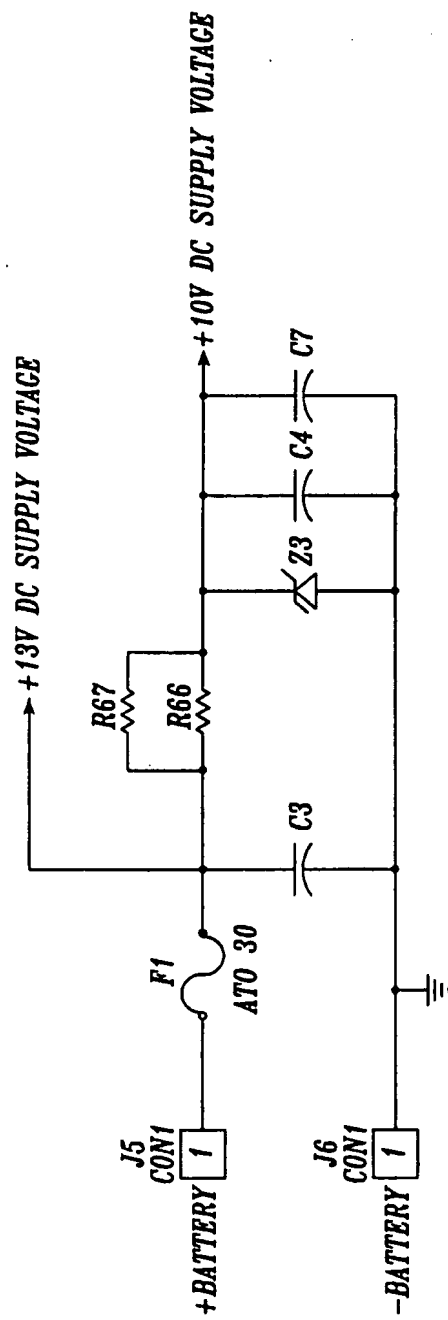 +13V DC SUPPLY VOLTAGE
+10V DC SUPPLY VOLTAGE
R67
R66
F1
ATO 30
J5
CON1
+BATTERY
1
C3
Z3
C4
C7
J6
CON1
-BATTERY
1